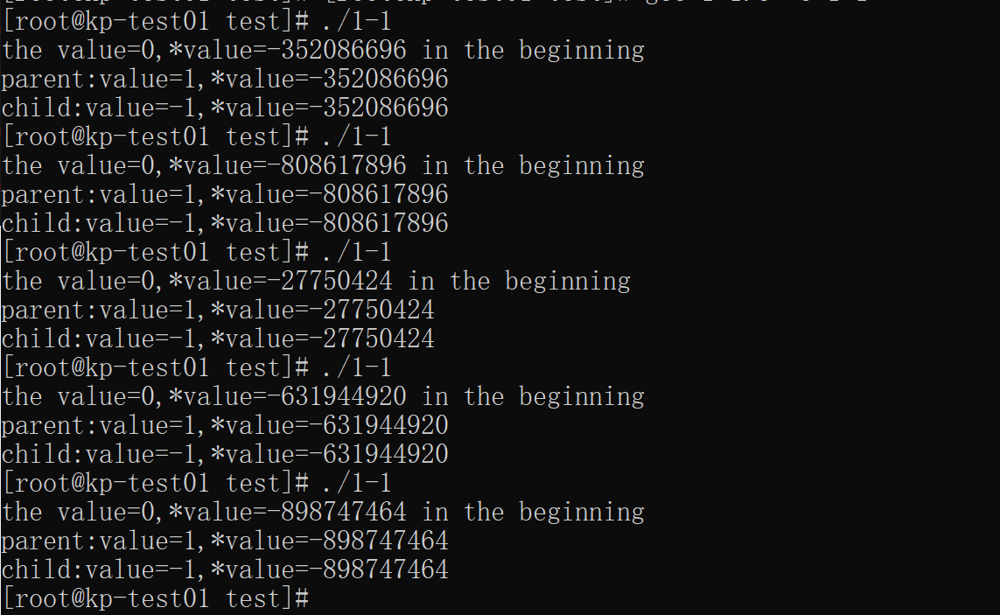 [root@kp-test01 test]# ./1-1
the value=0,*value=-352086696 in the beginning
parent:value=1,*value=-352086696
child:value=-1,*value=-352086696
[root@kp-test01 test]# ./1-1
the value=0,*value=-808617896 in the beginning
parent:value=1,*value=-808617896
child:value=-1,*value=-808617896
[root@kp-test01 test]# ./1-1
the value=0,*value=-27750424 in the beginning
parent:value=1,*value=-27750424
child:value=-1,*value=-27750424
[root@kp-test01 test]# ./1-1
the value=0,*value=-631944920 in the beginning
parent:value=1,*value=-631944920
child:value=-1,*value=-631944920
[root@kp-test01 test]# ./1-1
the value=0,*value=-898747464 in the beginning
parent:value=1,*value=-898747464
child:value=-1,*value=-898747464
[root@kp-test01 test]#